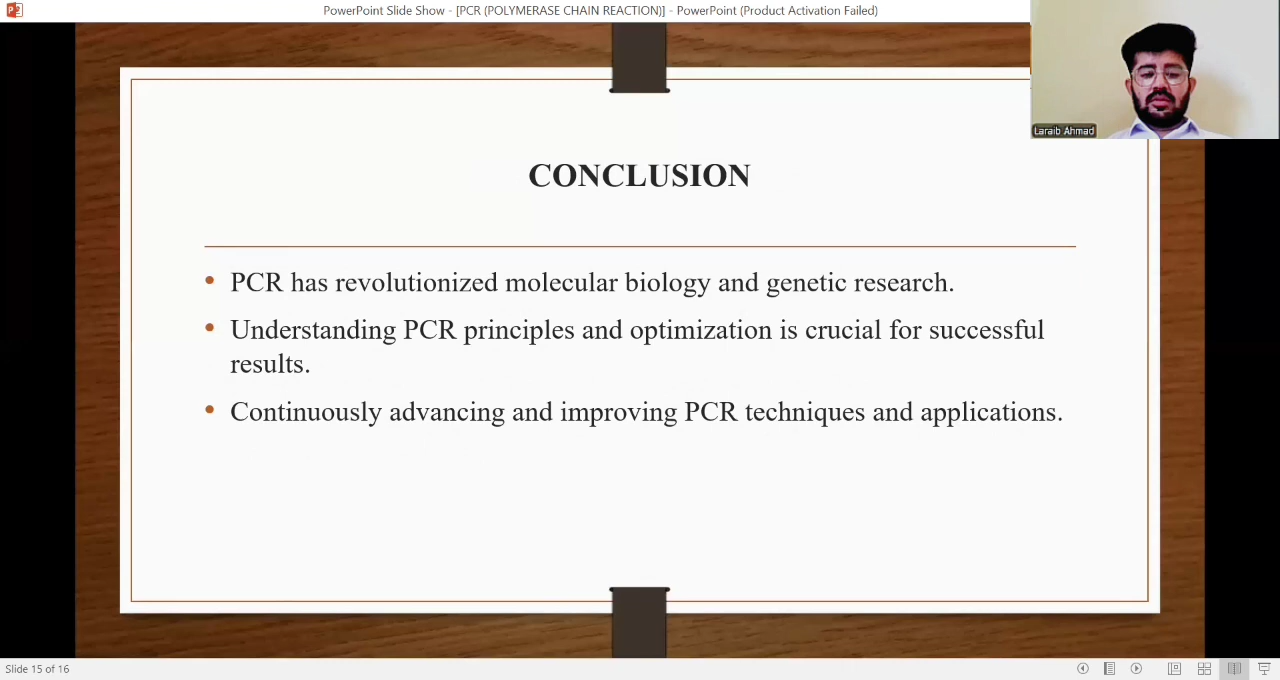 PowerPoint Slide Show - [PCR (POLYMERASE CHAIN REACTION)] - PowerPoint (Product Activation Failed)
Laraib Ahmad
CONCLUSION
• PCR has revolutionized molecular biology and genetic research.
• Understanding PCR principles and optimization is crucial for successful
results.
• Continuously advancing and improving PCR techniques and applications.
Slide 15 of 16